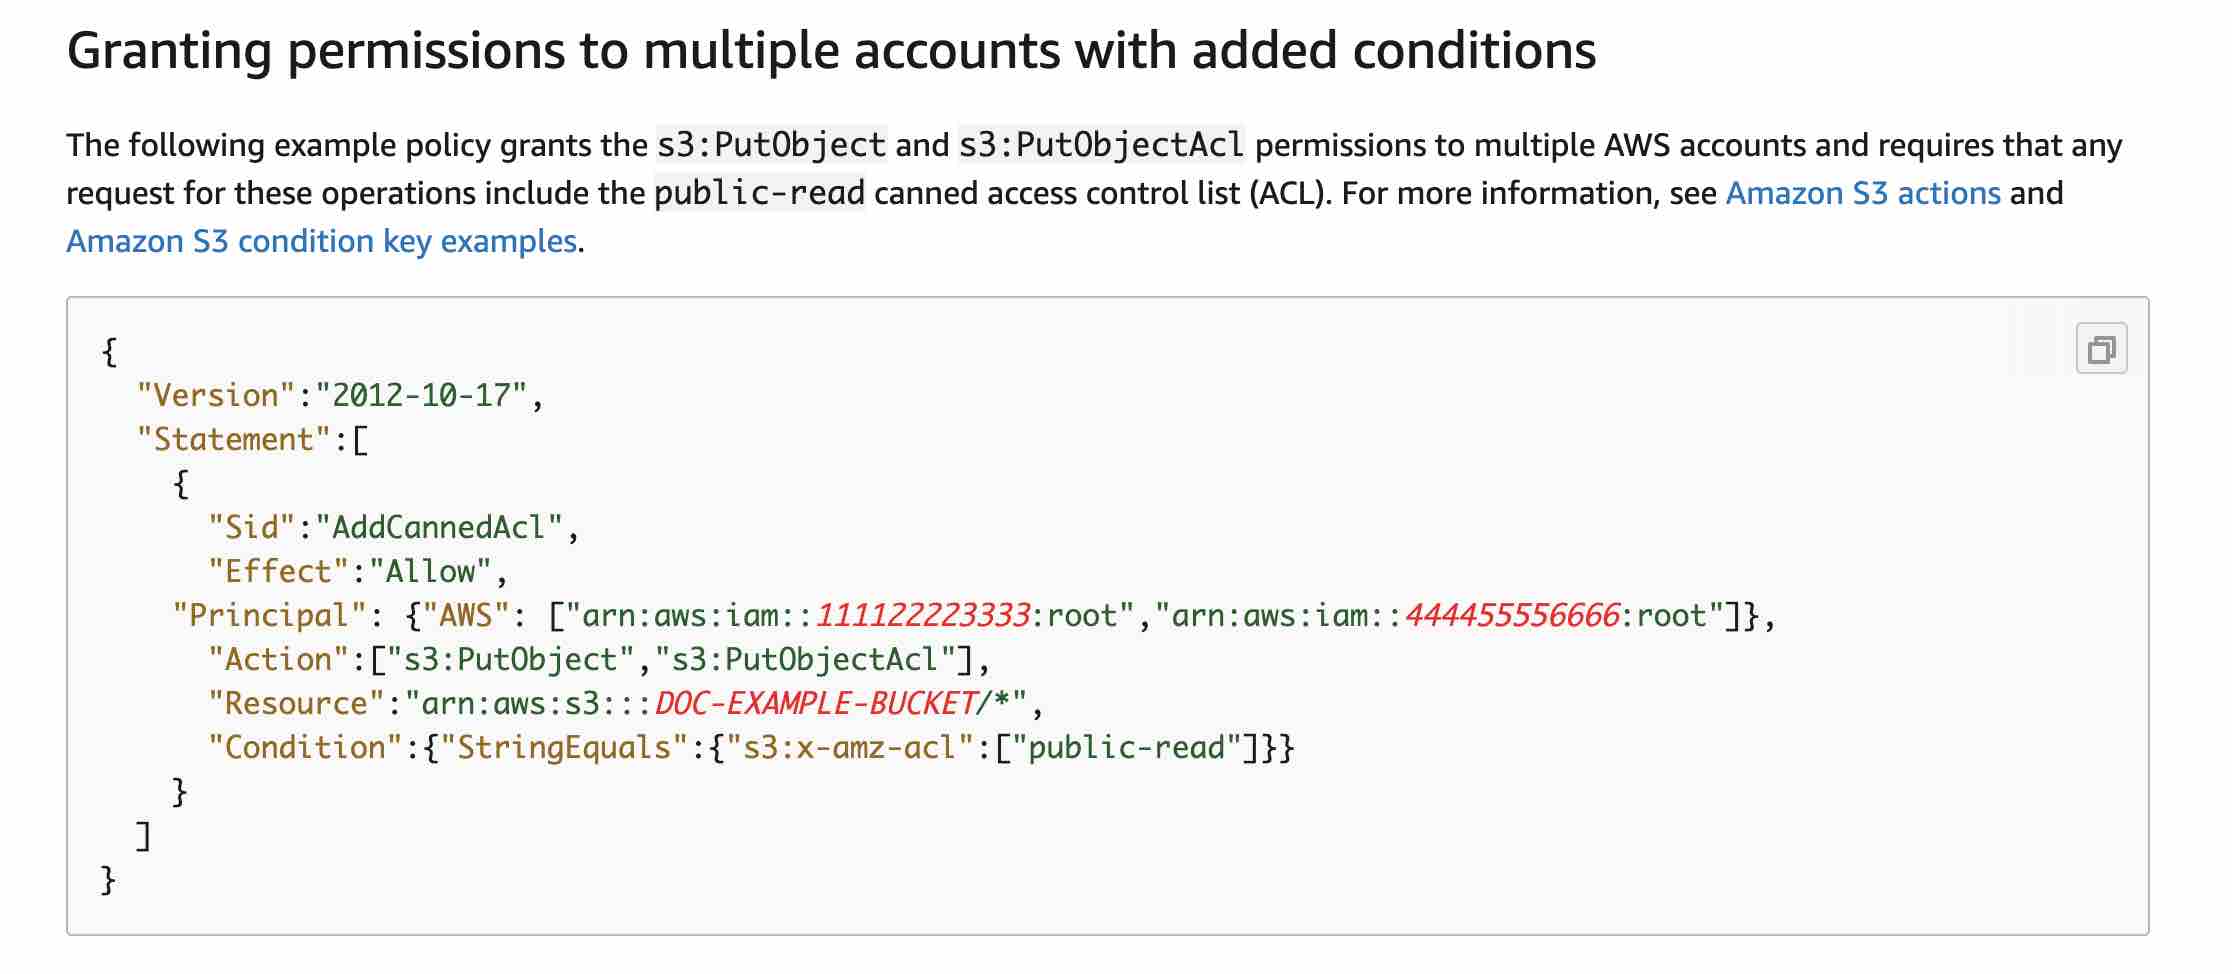 Granting permissions to multiple accounts with added conditions
The following example policy grants the s3:PutObject and s3:PutObjectAcl permissions to multiple AWS accounts and requires that any
request for these operations include the public-read canned access control list (ACL). For more information, see Amazon S3 actions and
Amazon S3 condition key examples.
{
  "Version":"2012-10-17",
  "Statement":[
    {
      "Sid":"AddCannedAcl",
      "Effect":"Allow",
    "Principal": {"AWS": ["arn:aws:iam::111122223333:root","arn:aws:iam::444455556666:root"]},
      "Action":["s3:PutObject","s3:PutObjectAcl"],
      "Resource":"arn:aws:s3:::DOC-EXAMPLE-BUCKET/*",
      "Condition":{"StringEquals":{"s3:x-amz-acl":["public-read"]}}
    }
  ]
}